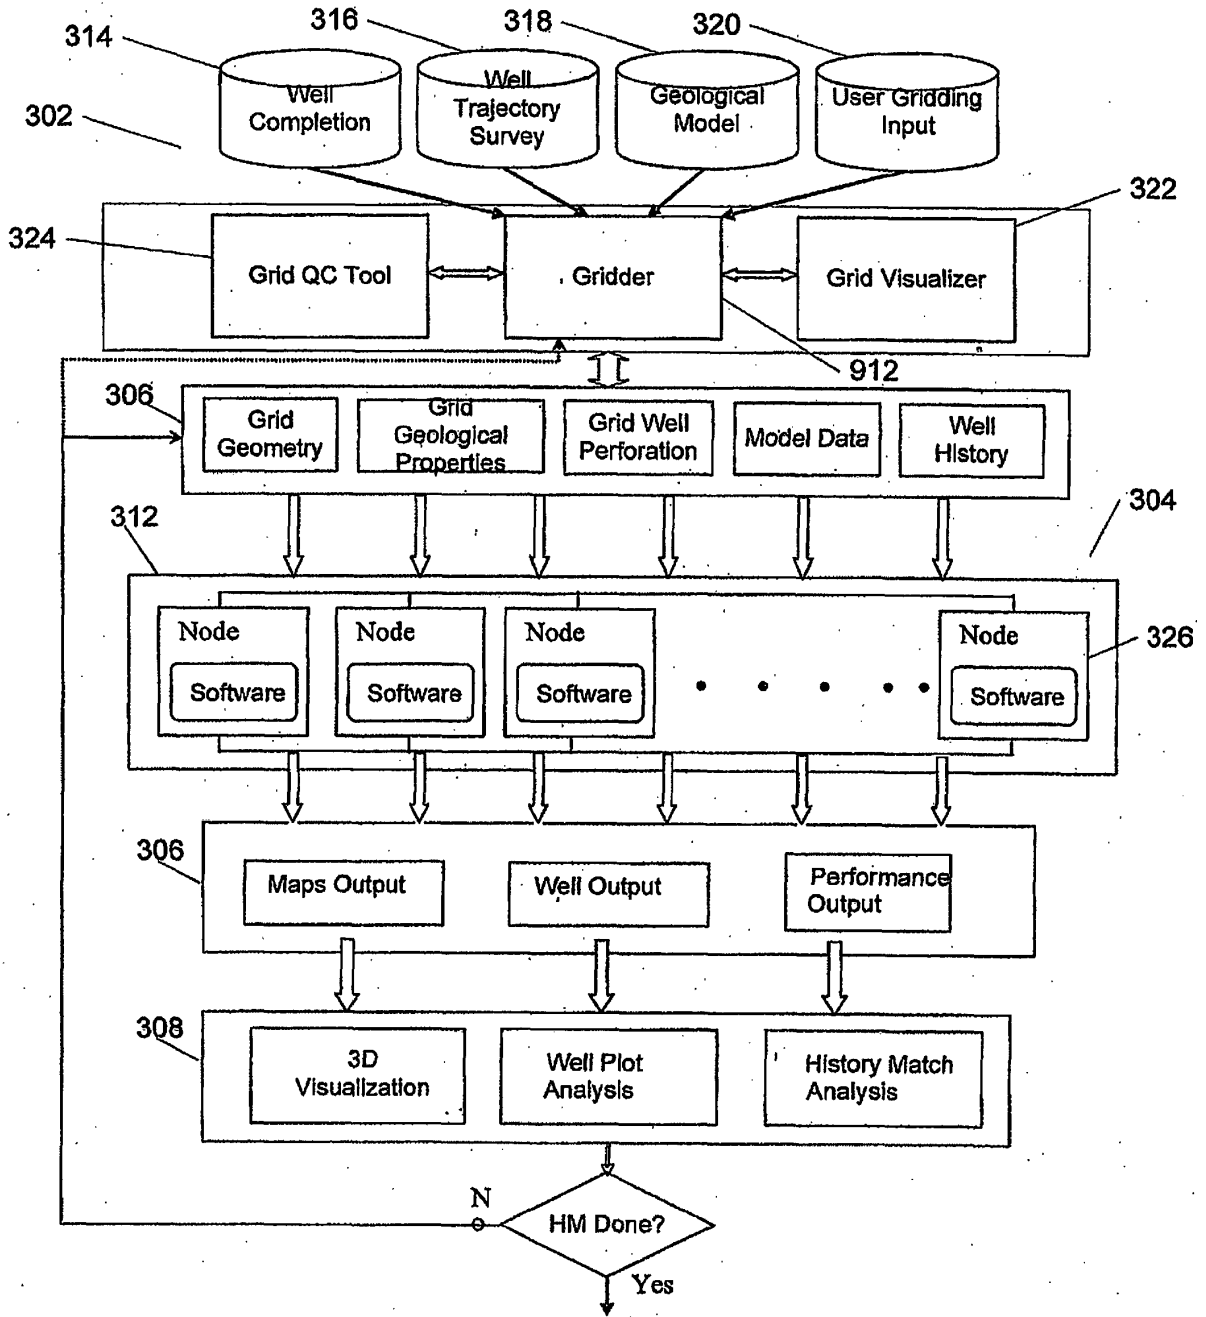 316
318
320
314
Well
Completion
Well
Trajectory
Survey
Geological
Model
User Gridding
Input
302
322
324
Grid QC Tool
Gridder
Grid Visualizer
912
306
Grid
Geometry
Grid
Geological
Properties
Grid Well
Perforation
Model Data
Well
History
304
312
Node
Software
Node
Software
Node
Software
Node
Software
326
306
Maps Output
Well Output
Performance
Output
308
3D
Visualization
Well Plot
Analysis
History Match
Analysis
N
HM Done?
Yes